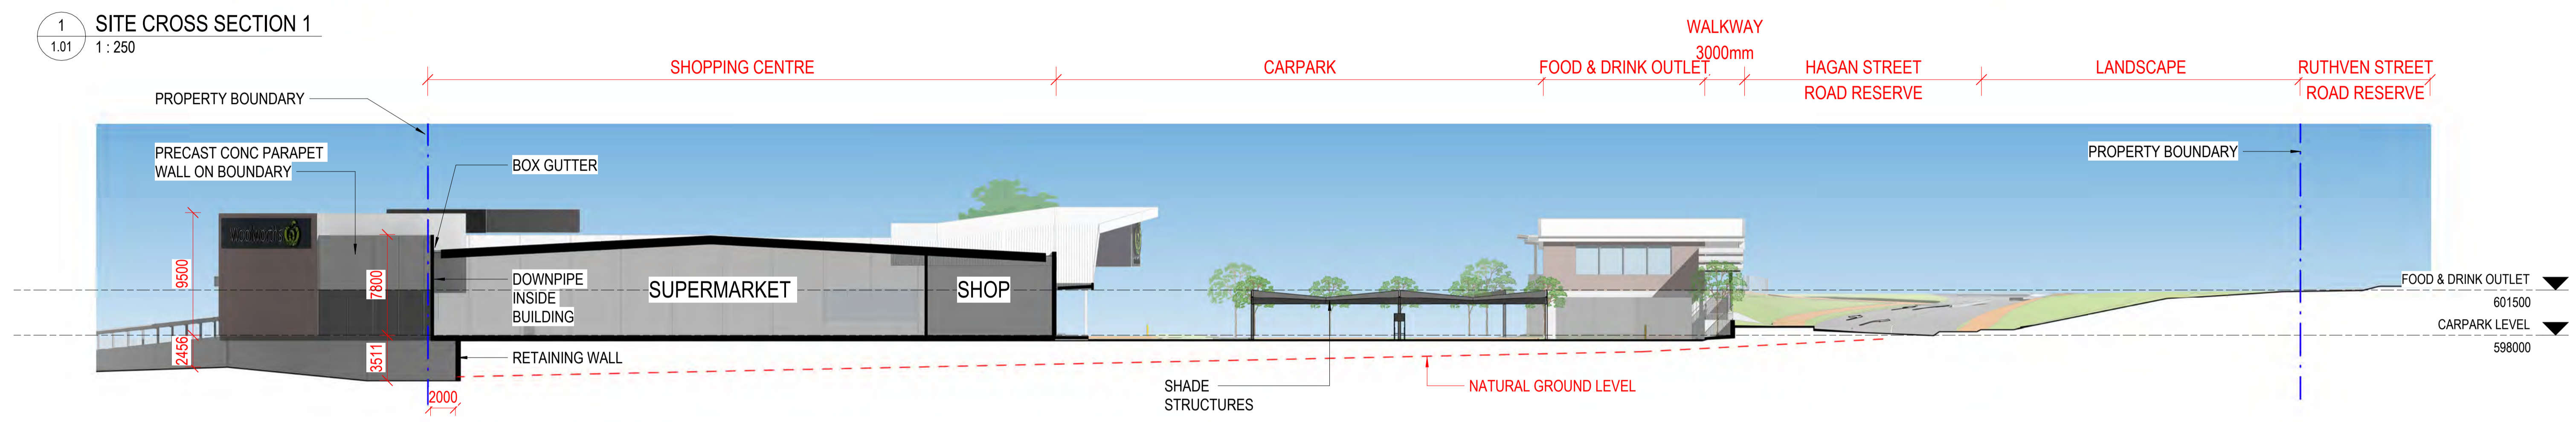 1
1.01
SITE CROSS SECTION 1
1 : 250
WALKWAY
3000mm
SHOPPING CENTRE
CARPARK
FOOD & DRINK OUTLET
HAGAN STREET
ROAD RESERVE
LANDSCAPE
RUTHVEN STREET
ROAD RESERVE
PROPERTY BOUNDARY
PRECAST CONC PARAPET
WALL ON BOUNDARY
BOX GUTTER
PROPERTY BOUNDARY
9500
7800
2456
3511
2000
DOWNPIPE
INSIDE
BUILDING
SUPERMARKET
SHOP
RETAINING WALL
SHADE
STRUCTURES
NATURAL GROUND LEVEL
FOOD & DRINK OUTLET
601500
CARPARK LEVEL
598000